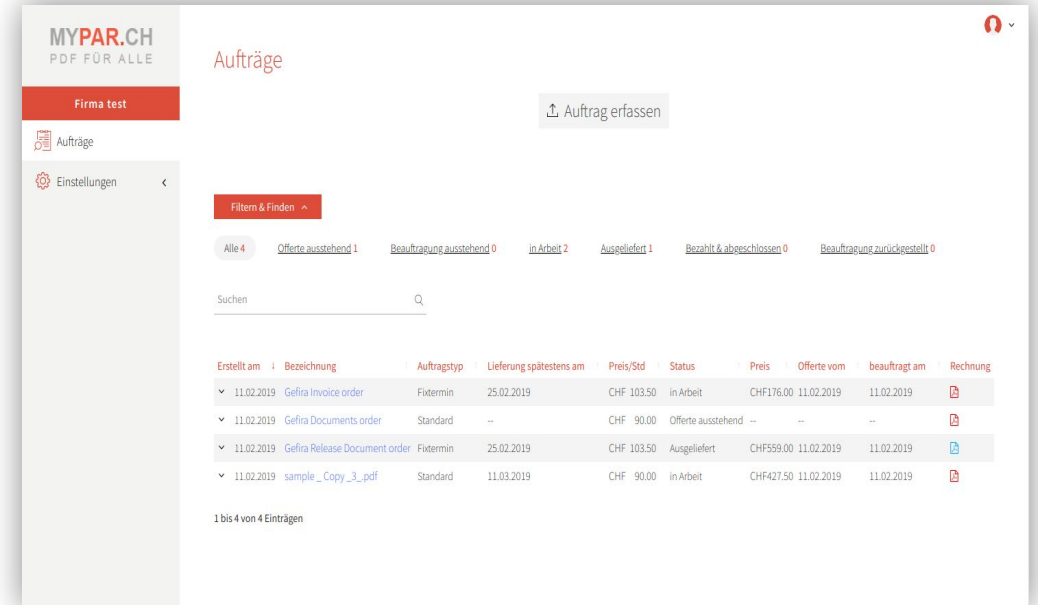 MYPAR.CH
PDF FÜR ALLE
Firma test
Aufträge
Einstellungen
Aufträge
Auftrag erfassen
Filtern & Finden
Alle 4 Offerte ausstehend 1 Beauftragung ausstehend 0 in Arbeit 2 Ausgeliefert 1 Bezahlt & abgeschlossen 0 Beauftragung zurückgestellt 0
Suchen
Erstellt am ↓ Bezeichnung Auftragstyp Lieferung spätestens am Preis/Std Status Preis Offerte vom beauftragt am Rechnung
11.02.2019 Gefira Invoice order Fixtermin 25.02.2019 CHF 103.50 in Arbeit CHF176.00 11.02.2019 11.02.2019
11.02.2019 Gefira Documents order Standard -- CHF 90.00 Offerte ausstehend -- -- --
11.02.2019 Gefira Release Document order Fixtermin 25.02.2019 CHF 103.50 Ausgeliefert CHF559.00 11.02.2019 11.02.2019
11.02.2019 sample _ Copy _3_.pdf Standard 11.03.2019 CHF 90.00 in Arbeit CHF427.50 11.02.2019 11.02.2019
1 bis 4 von 4 Einträgen